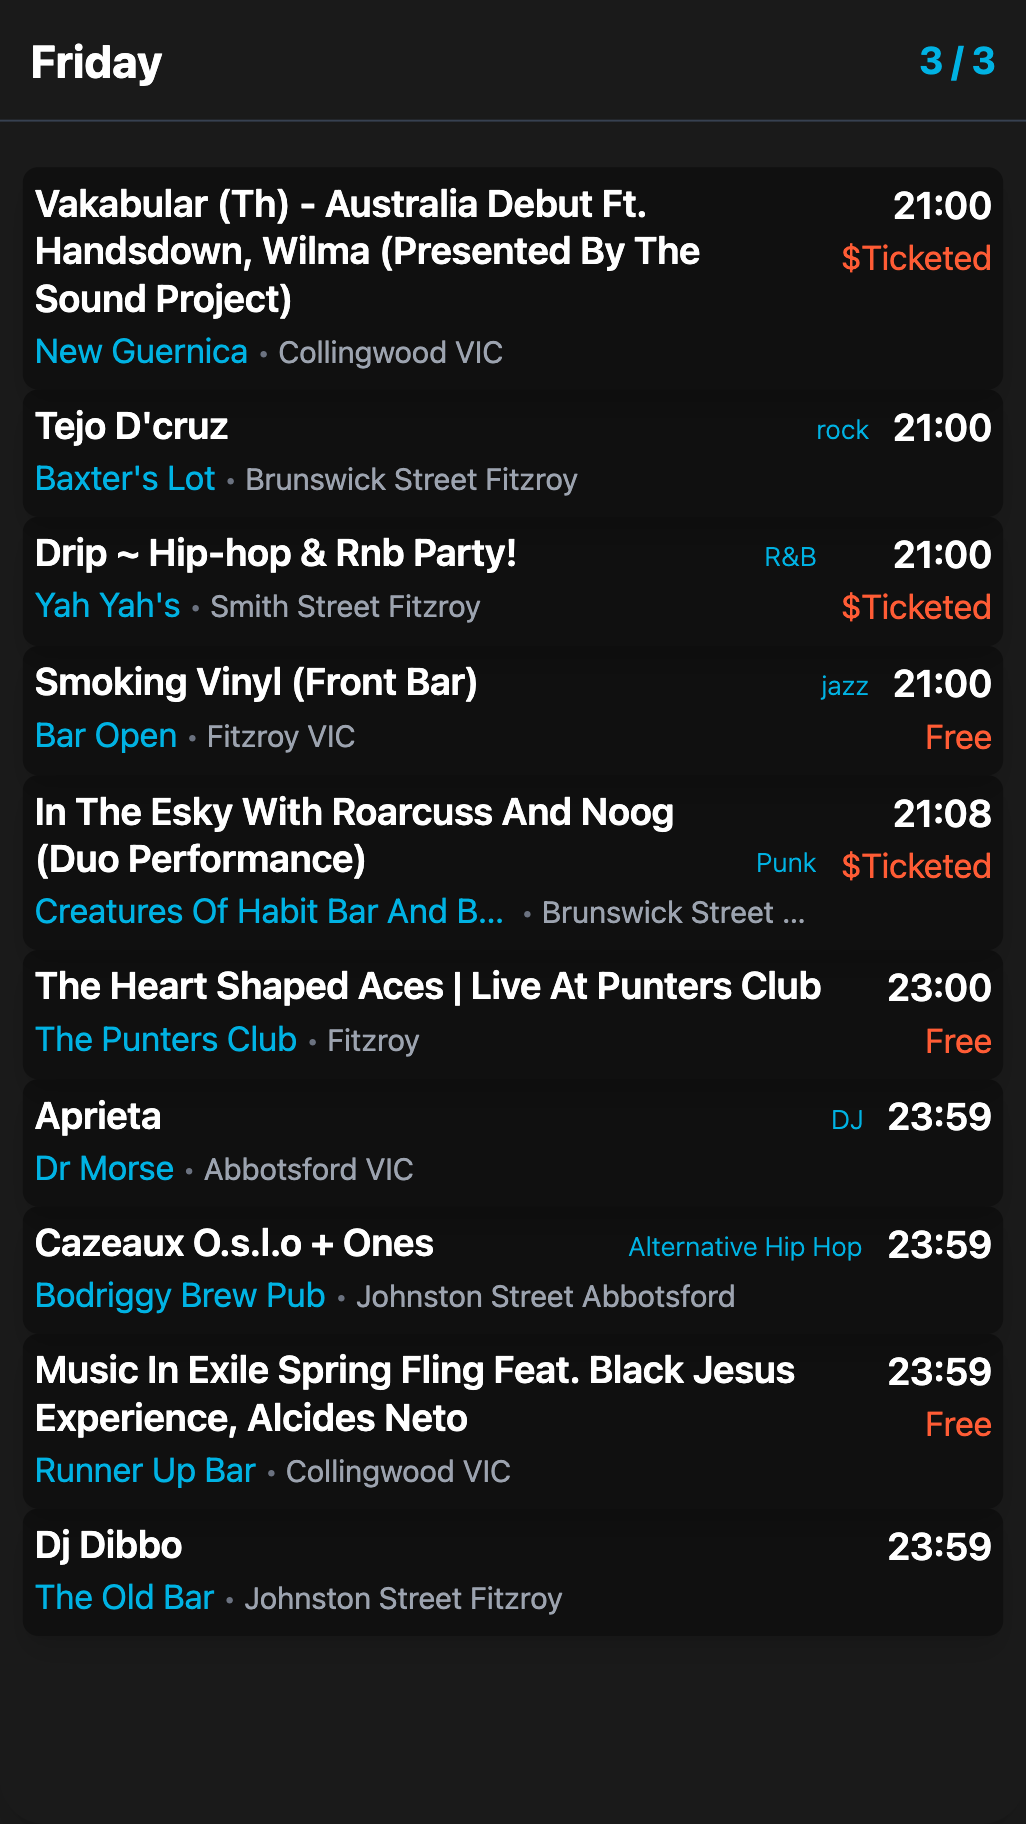 Friday 3 / 3
Vakabular (Th) - Australia Debut Ft. 21:00
Handsdown, Wilma (Presented By The $Ticketed
Sound Project)
New Guernica • Collingwood VIC
Tejo D'cruz rock 21:00
Baxter's Lot • Brunswick Street Fitzroy
Drip ~ Hip-hop & Rnb Party! R&B 21:00
Yah Yah's • Smith Street Fitzroy $Ticketed
Smoking Vinyl (Front Bar) jazz 21:00
Bar Open • Fitzroy VIC Free
In The Esky With Roarcuss And Noog 21:08
(Duo Performance) Punk $Ticketed
Creatures Of Habit Bar And B... • Brunswick Street ...
The Heart Shaped Aces | Live At Punters Club 23:00
The Punters Club • Fitzroy Free
Aprieta DJ 23:59
Dr Morse • Abbotsford VIC
Cazeaux O.s.l.o + Ones Alternative Hip Hop 23:59
Bodriggy Brew Pub • Johnston Street Abbotsford
Music In Exile Spring Fling Feat. Black Jesus 23:59
Experience, Alcides Neto Free
Runner Up Bar • Collingwood VIC
Dj Dibbo 23:59
The Old Bar • Johnston Street Fitzroy